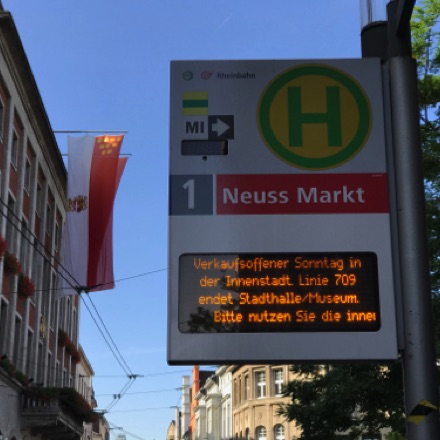 Rheinbahn
H
MI
1 Neuss Markt
Verkaufsoffener Sonntag in
der Innenstadt. Linie 709
endet Stadthalle/Museum.
Bitte nutzen Sie die inner